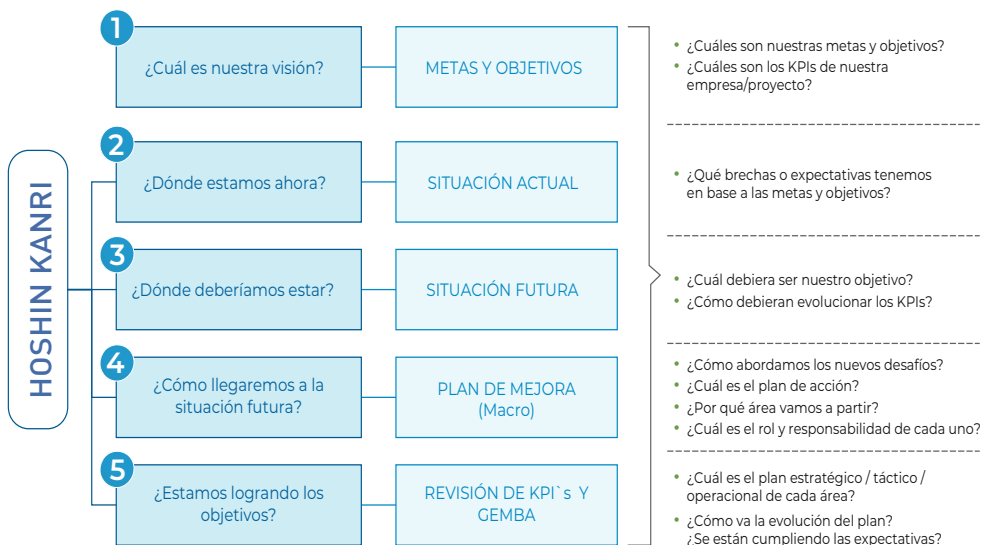 HOSHIN KANRI
1
¿Cuál es nuestra visión?
METAS Y OBJETIVOS
• ¿Cuáles son nuestras metas y objetivos?
• ¿Cuáles son los KPIs de nuestra
empresa/proyecto?
2
¿Dónde estamos ahora?
SITUACIÓN ACTUAL
• ¿Qué brechas o expectativas tenemos
en base a las metas y objetivos?
3
¿Dónde deberíamos estar?
SITUACIÓN FUTURA
• ¿Cuál debiera ser nuestro objetivo?
• ¿Cómo debieran evolucionar los KPIs?
4
¿Cómo llegaremos a la
situación futura?
PLAN DE MEJORA
(Macro)
• ¿Cómo abordamos los nuevos desafíos?
• ¿Cuál es el plan de acción?
• ¿Por qué área vamos a partir?
• ¿Cuál es el rol y responsabilidad de cada uno?
5
¿Estamos logrando los
objetivos?
REVISIÓN DE KPI`s Y
GEMBA
• ¿Cuál es el plan estratégico / táctico /
operacional de cada área?
• ¿Cómo va la evolución del plan?
¿Se están cumpliendo las expectativas?